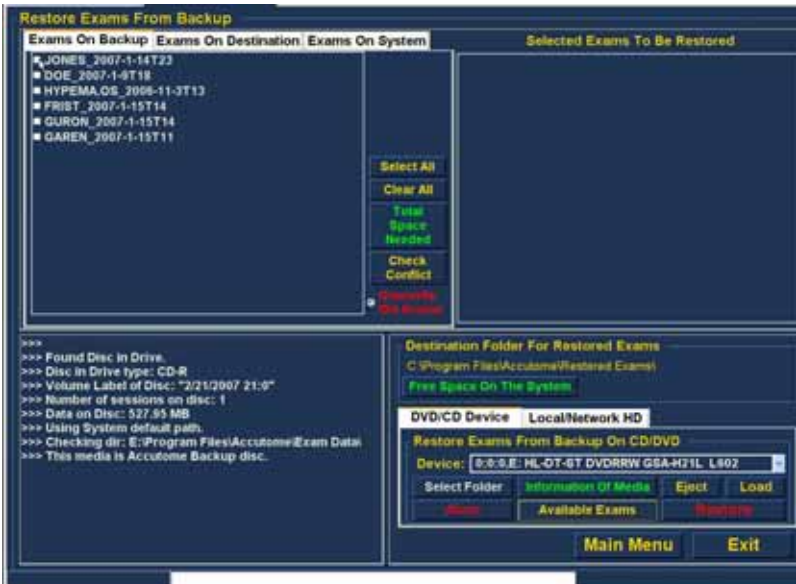 Restore Exams From Backup
Exams On Backup Exams On Destination Exams On System
JONES_2007-1-14T23
DOE_2007-1-9T18
HYPEMA.OS_2006-11-3T13
FRIST_2007-1-15T14
GURON_2007-1-15T14
GAREN_2007-1-15T11
Select All
Clear All
Total
Space
Needed
Check
Conflict
Overwrite
Selected Exams To Be Restored
>>>
>>> Found Disc in Drive.
>>> Disc in Drive type: CD-R
>>> Volume Label of Disc: "2/21/2007 21:0"
>>> Number of sessions on disc: 1
>>> Data on Disc: 527.95 MB
>>> Using System default path.
>>> Checking dir: E:\Program Files\Accutome\Exam Data\
>>> This media is Accutome Backup disc.
Destination Folder For Restored Exams
C:\Program Files\Accutome\Restored Exams\
Free Space On The System
DVD/CD Device Local/Network HD
Restore Exams From Backup On CD/DVD
Device: 0;0;0,E: HL-DT-ST DVDRRW GSA-H21L L602
Select Folder Information Of Media Eject Load
Abort Available Exams Restore
Main Menu Exit